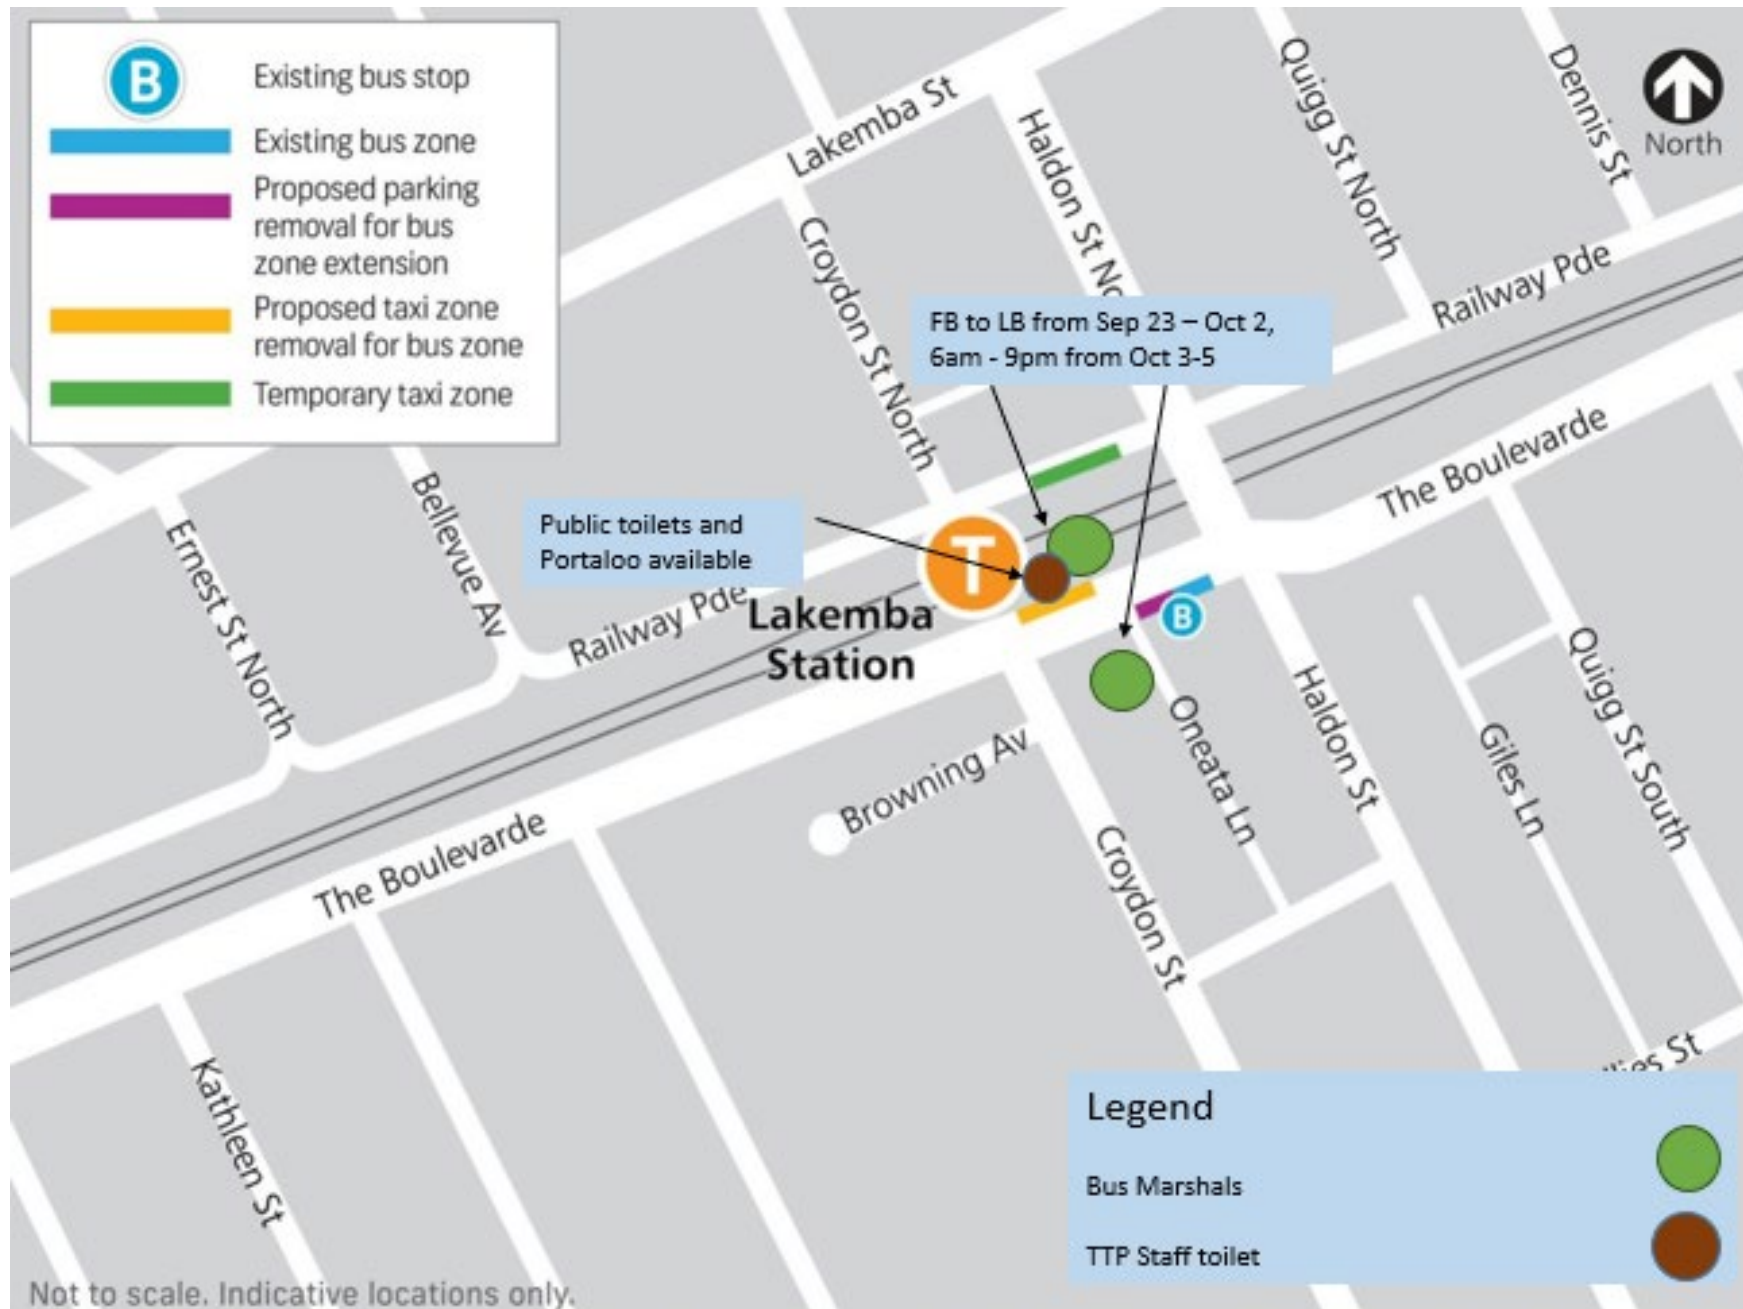 B
Existing bus stop
Existing bus zone
Proposed parking
removal for bus
zone extension
Proposed taxi zone
removal for bus zone
Temporary taxi zone
North
Lakemba St
Haldon St No
Quigg St North
Dennis St
Croydon St North
Railway Pde
FB to LB from Sep 23 – Oct 2,
6am - 9pm from Oct 3-5
The Boulevarde
Bellevue Av
Ernest St North
Public toilets and
Portaloo available
T
Railway Pde
Lakemba
Station
B
Browning Av
Oneata Ln
Haldon St
Giles Ln
Quigg St South
The Boulevarde
Croydon St
Kathleen St
St
Legend
Bus Marshals
TTP Staff toilet
Not to scale. Indicative locations only.